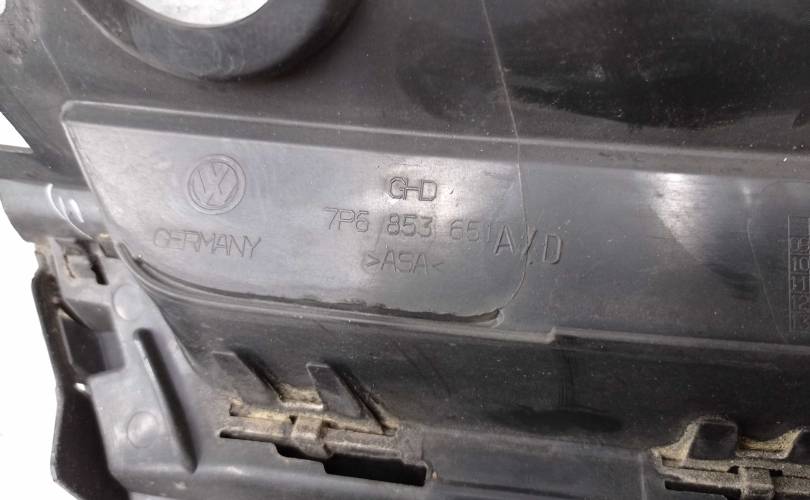 GHD
7P6 853 651 A/D
GERMANY
>ASA<